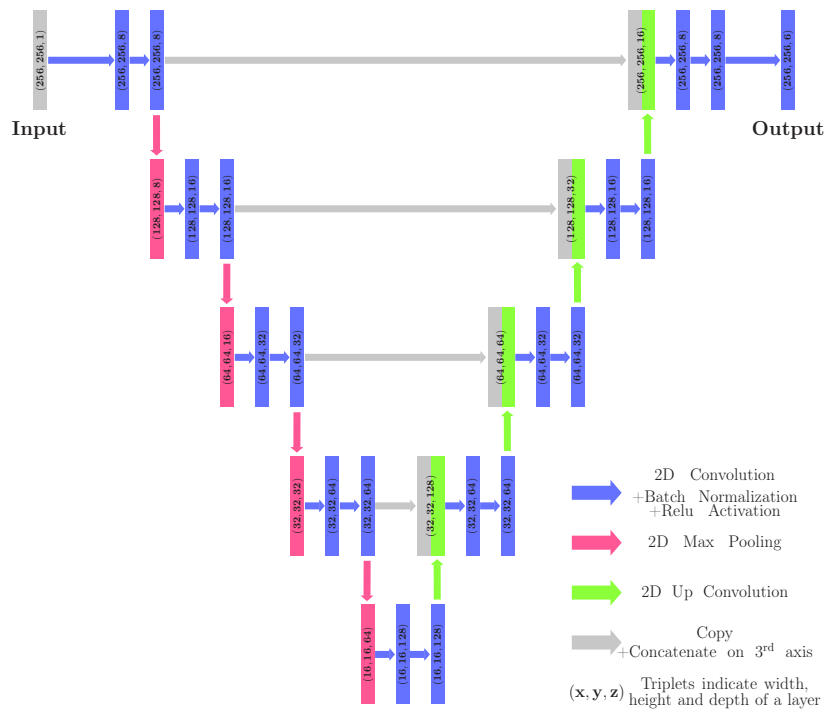 (256, 256, 1)
(256, 256, 8)
(256, 256, 8)
(256, 256, 16)
(256, 256, 8)
(256, 256, 8)
(256, 256, 6)
Input
Output
(128, 128, 8)
(128, 128, 16)
(128, 128, 16)
(128, 128, 32)
(128, 128, 16)
(128, 128, 16)
(64, 64, 16)
(64, 64, 32)
(64, 64, 32)
(64, 64, 64)
(64, 64, 32)
(64, 64, 32)
(32, 32, 32)
(32, 32, 64)
(32, 32, 64)
(32, 32, 128)
(32, 32, 64)
(32, 32, 64)
(16, 16, 64)
(16, 16, 128)
(16, 16, 128)
2D Convolution
+Batch Normalization
+Relu Activation
2D Max Pooling
2D Up Convolution
Copy
+Concatenate on 3rd axis
(x, y, z) Triplets indicate width,
height and depth of a layer